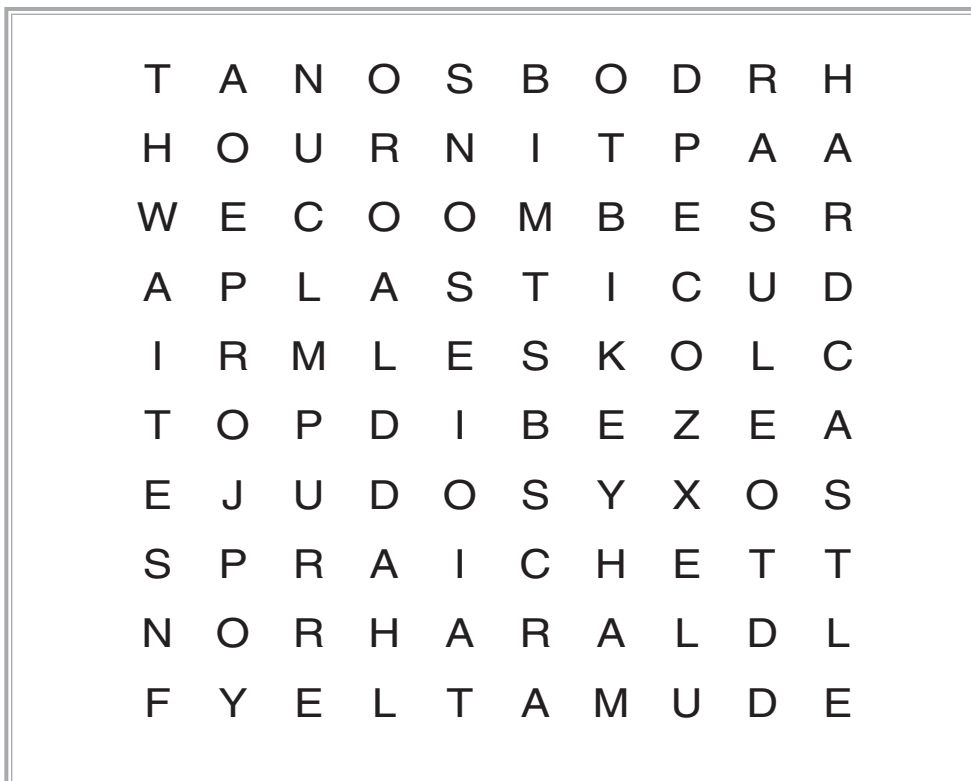 T A N O S B O D R H
H O U R N I T P A A
W E C O O M B E S R
A P L A S T I C U D
I R M L E S K O L C
T O P D I B E Z E A
E J U D O S Y X O S
S P R A I C H E T T
N O R H A R A L D L
F Y E L T A M U D E